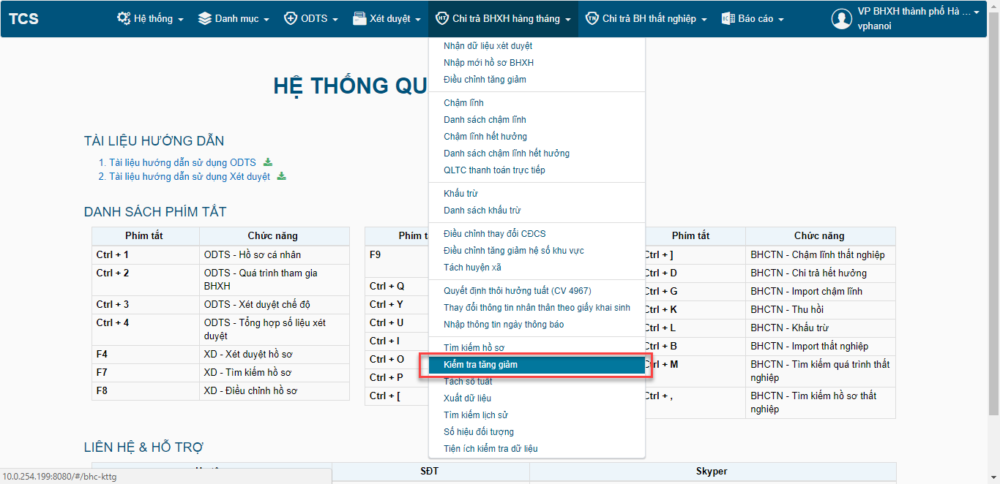 TCS
Hệ thống
Danh mục
ODTS
Xét duyệt
Chi trả BHXH hàng tháng
Chi trả BH thất nghiệp
Báo cáo
VP BHXH thành phố Hà ...
vphanoi
Nhận dữ liệu xét duyệt
Nhập mới hồ sơ BHXH
Điều chỉnh tăng giảm
Chậm lĩnh
Danh sách chậm lĩnh
Chậm lĩnh hết hưởng
Danh sách chậm lĩnh hết hưởng
QLTC thanh toán trực tiếp
Khấu trừ
Danh sách khấu trừ
Điều chỉnh thay đổi CĐCS
Điều chỉnh tăng giảm hệ số khu vực
Tách huyện xã
Quyết định thôi hưởng tuất (CV 4967)
Thay đổi thông tin nhân thân theo giấy khai sinh
Nhập thông tin ngày thông báo
Tìm kiếm hồ sơ
Kiểm tra tăng giảm
Tách số tuất
Xuất dữ liệu
Tìm kiếm lịch sử
Số hiệu đối tượng
Tiện ích kiểm tra dữ liệu
HỆ THỐNG QU
TÀI LIỆU HƯỚNG DẪN
1. Tài liệu hướng dẫn sử dụng ODTS
2. Tài liệu hướng dẫn sử dụng Xét duyệt
DANH SÁCH PHÍM TẮT
Phím tắt Chức năng
Ctrl + 1 ODTS - Hồ sơ cá nhân
Ctrl + 2 ODTS - Quá trình tham gia
BHXH
Ctrl + 3 ODTS - Xét duyệt chế độ
Ctrl + 4 ODTS - Tổng hợp số liệu xét
duyệt
F4 XD - Xét duyệt hồ sơ
F7 XD - Tìm kiếm hồ sơ
F8 XD - Điều chỉnh hồ sơ
Phím
F9
Ctrl + Q
Ctrl + Y
Ctrl + U
Ctrl + I
Ctrl + O
Ctrl + P
Ctrl + [
Phím tắt Chức năng
Ctrl + ] BHCTN - Chậm lĩnh thất nghiệp
Ctrl + D BHCTN - Chi trả hết hưởng
Ctrl + G BHCTN - Import chậm lĩnh
Ctrl + K BHCTN - Thu hồi
Ctrl + L BHCTN - Khấu trừ
Ctrl + B BHCTN - Import thất nghiệp
Ctrl + M BHCTN - Tìm kiếm quá trình thất
nghiệp
Ctrl + , BHCTN - Tìm kiếm hồ sơ thất
nghiệp
LIÊN HỆ & HỖ TRỢ
SĐT Skyper
10.0.254.199:8080/#/bhc-kttg